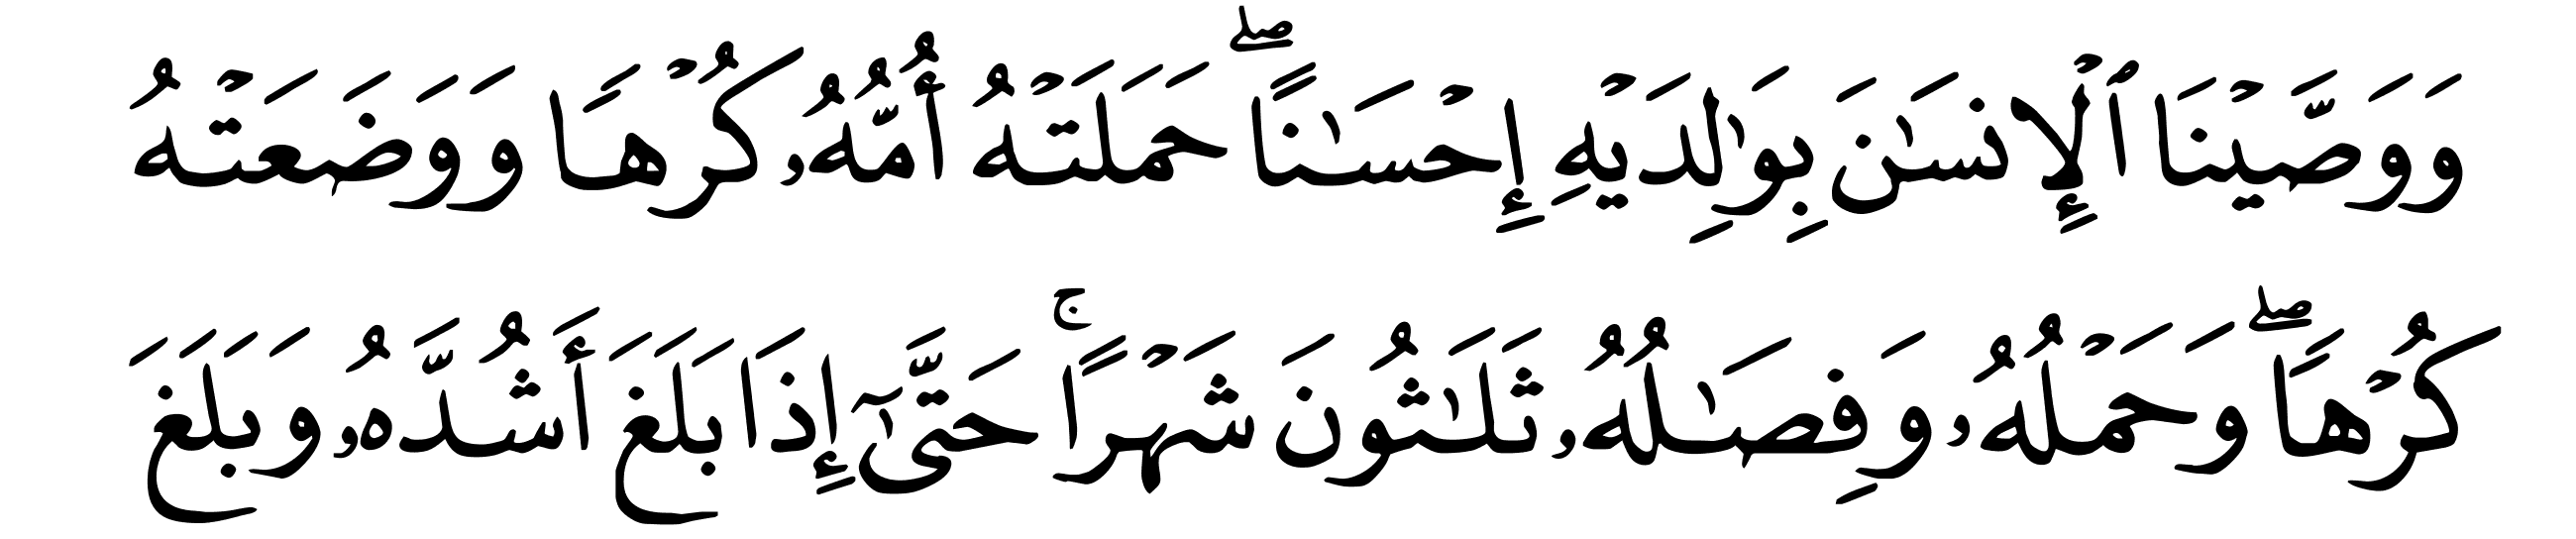 وَوَصَّيۡنَا ٱلۡإِنسَٰنَ بِوَٰلِدَيۡهِ إِحۡسَٰنًاۖ حَمَلَتۡهُ أُمُّهُۥ كُرۡهٗا وَوَضَعَتۡهُ
كُرۡهًاۖ وَحَمۡلُهُۥ وَفِصَٰلُهُۥ ثَلَٰثُونَ شَهۡرًاۚ حَتَّىٰٓ إِذَا بَلَغَ أَشُدَّهُۥ وَبَلَغَ